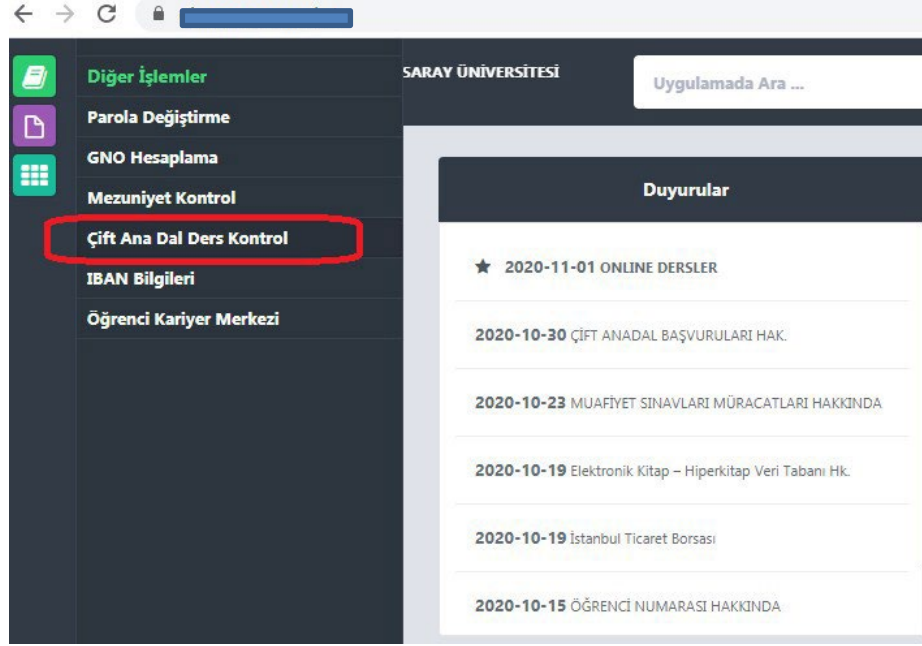 Diğer İşlemler
Parola Değiştirme
GNO Hesaplama
Mezuniyet Kontrol
Çift Ana Dal Ders Kontrol
IBAN Bilgileri
Öğrenci Kariyer Merkezi
SARAY ÜNİVERSİTESİ
Uygulamada Ara ...
Duyurular
2020-11-01 ONLINE DERSLER
2020-10-30 ÇİFT ANADAL BAŞVURULARI HAK.
2020-10-23 MUAFİYET SINAVLARI MÜRACATLARI HAKKINDA
2020-10-19 Elektronik Kitap – Hiperkitap Veri Tabanı Hk.
2020-10-19 İstanbul Ticaret Borsası
2020-10-15 ÖĞRENCİ NUMARASI HAKKINDA